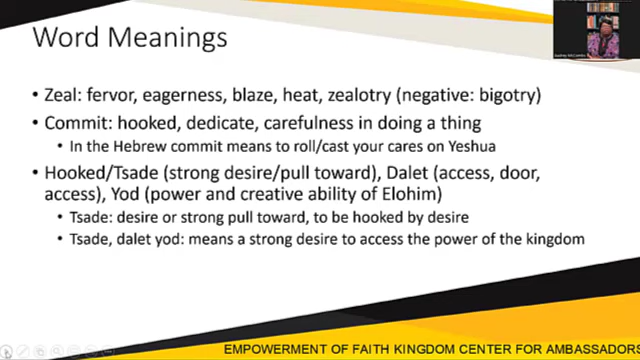 Word Meanings
• Zeal: fervor, eagerness, blaze, heat, zealotry (negative: bigotry)
• Commit: hooked, dedicate, carefulness in doing a thing
• In the Hebrew commit means to roll/cast your cares on Yeshua
• Hooked/Tsade (strong desire/pull toward), Dalet (access, door,
access), Yod (power and creative ability of Elohim)
• Tsade: desire or strong pull toward, to be hooked by desire
• Tsade, dalet yod: means a strong desire to access the power of the kingdom
EMPOWERMENT OF FAITH KINGDOM CENTER FOR AMBASSADORS